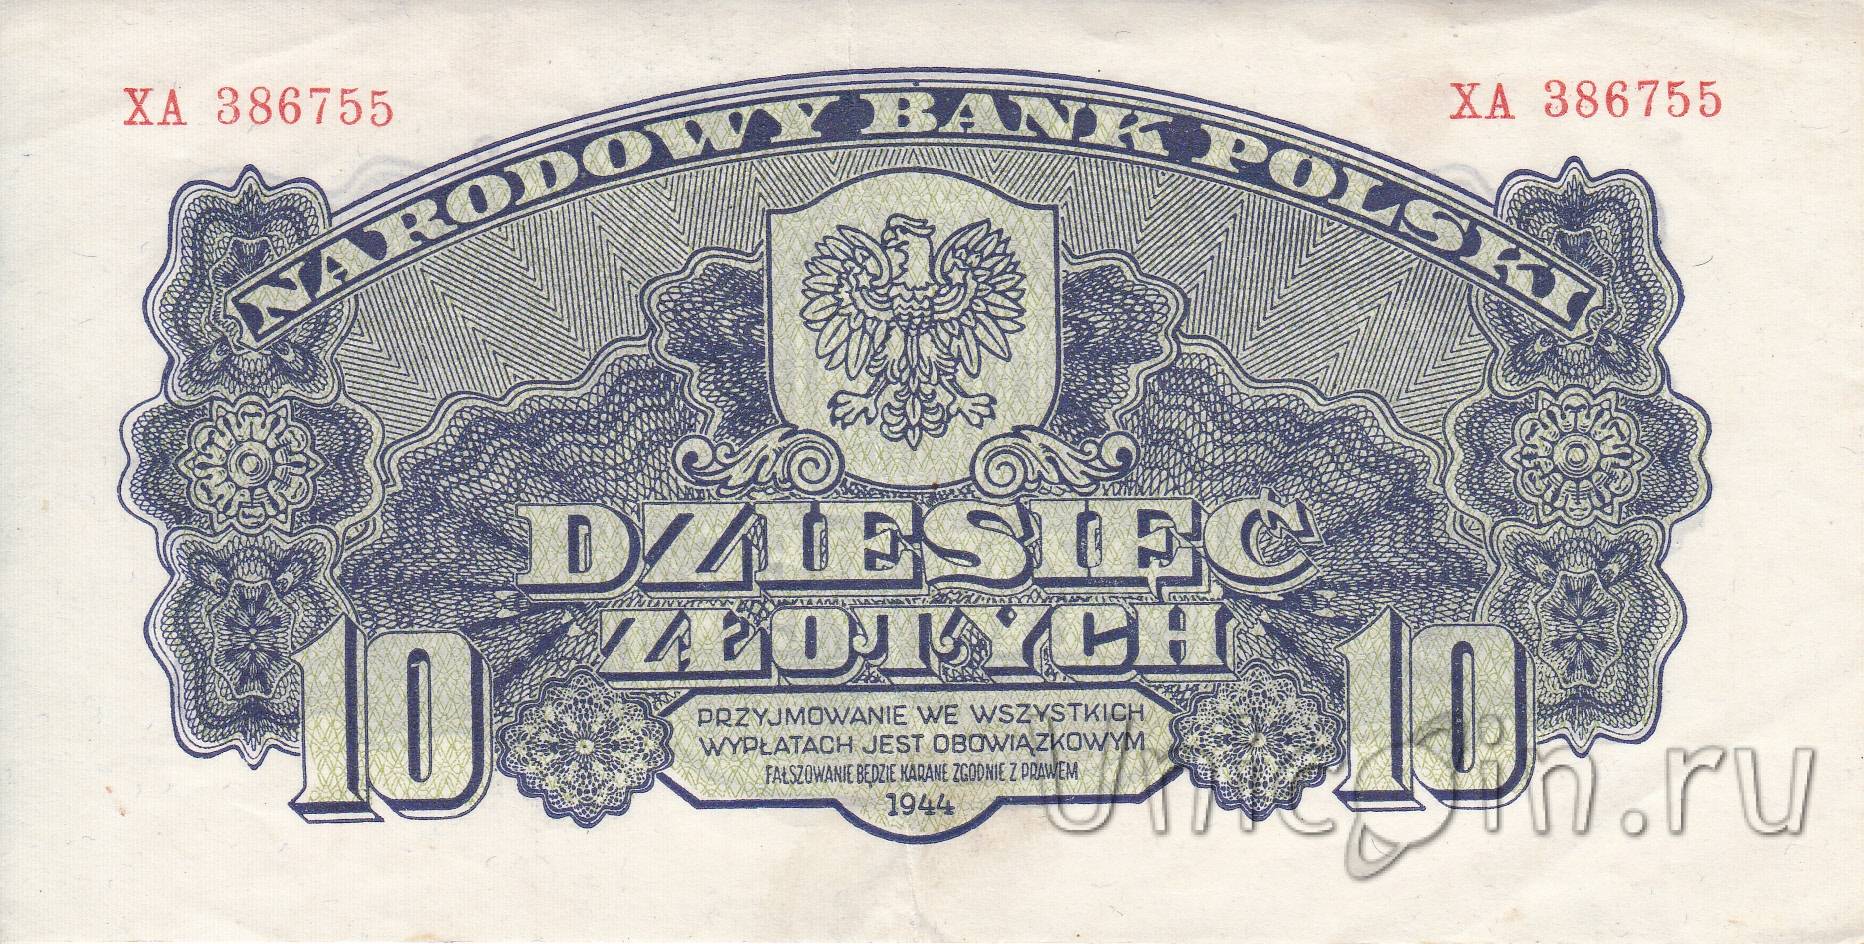 XA 386755
XA 386755
NARODOWY BANK POLSKI
DZIESIĘĆ
ZŁOTYCH
10
10
PRZYJMOWANIE WE WSZYSTKICH
WYPŁATACH JEST OBOWIĄZKOWYM
FAŁSZOWANIE BĘDZIE KARANE ZGODNIE Z PRAWEM
1944
Unicoin.ru